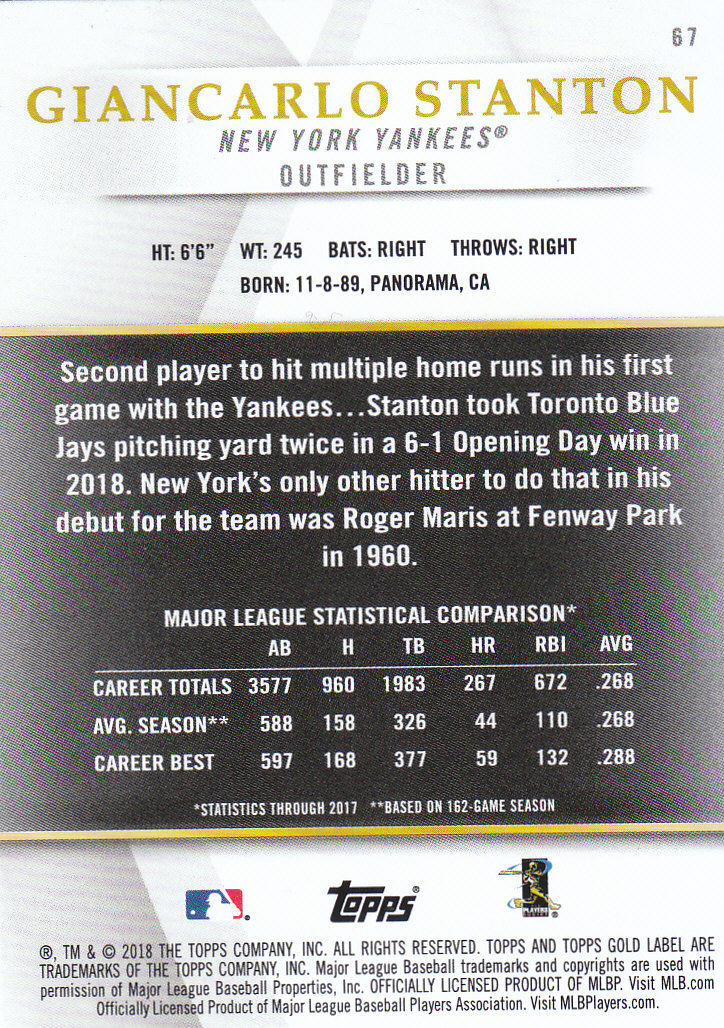 67
GIANCARLO STANTON
NEW YORK YANKEES®
OUTFIELDER
HT: 6'6" WT: 245 BATS: RIGHT THROWS: RIGHT
BORN: 11-8-89, PANORAMA, CA
Second player to hit multiple home runs in his first
game with the Yankees...Stanton took Toronto Blue
Jays pitching yard twice in a 6-1 Opening Day win in
2018. New York's only other hitter to do that in his
debut for the team was Roger Maris at Fenway Park
in 1960.
MAJOR LEAGUE STATISTICAL COMPARISON*
AB H TB HR RBI AVG
CAREER TOTALS 3577 960 1983 267 672 .268
AVG. SEASON** 588 158 326 44 110 .268
CAREER BEST 597 168 377 59 132 .288
*STATISTICS THROUGH 2017 **BASED ON 162-GAME SEASON
topps®
PLAYERS
CHOICE®
®, TM & © 2018 THE TOPPS COMPANY, INC. ALL RIGHTS RESERVED. TOPPS AND TOPPS GOLD LABEL ARE
TRADEMARKS OF THE TOPPS COMPANY, INC. Major League Baseball trademarks and copyrights are used with
permission of Major League Baseball Properties, Inc. OFFICIALLY LICENSED PRODUCT OF MLBP. Visit MLB.com
Officially Licensed Product of Major League Baseball Players Association. Visit MLBPlayers.com.